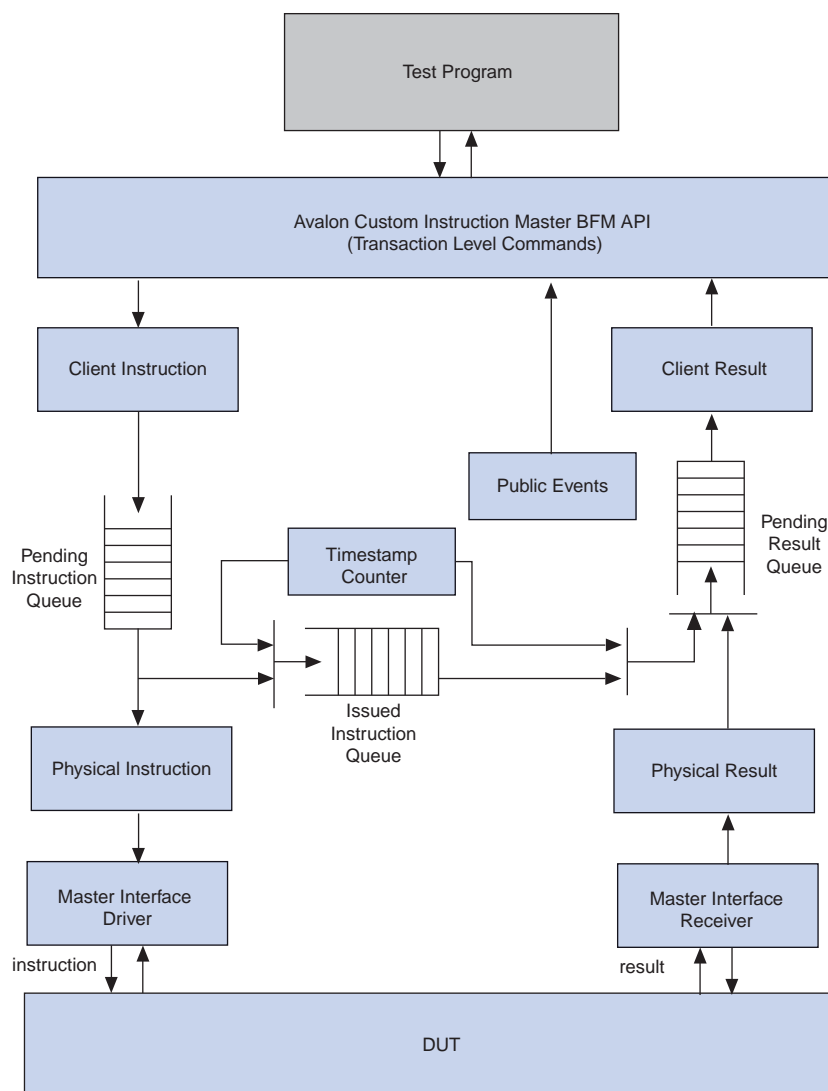 Test Program
Avalon Custom Instruction Master BFM API
(Transaction Level Commands)
Client Instruction
Client Result
Public Events
Pending
Instruction
Queue
Timestamp
Counter
Pending
Result
Queue
Issued
Instruction
Queue
Physical Instruction
Physical Result
Master Interface
Driver
Master Interface
Receiver
instruction
result
DUT